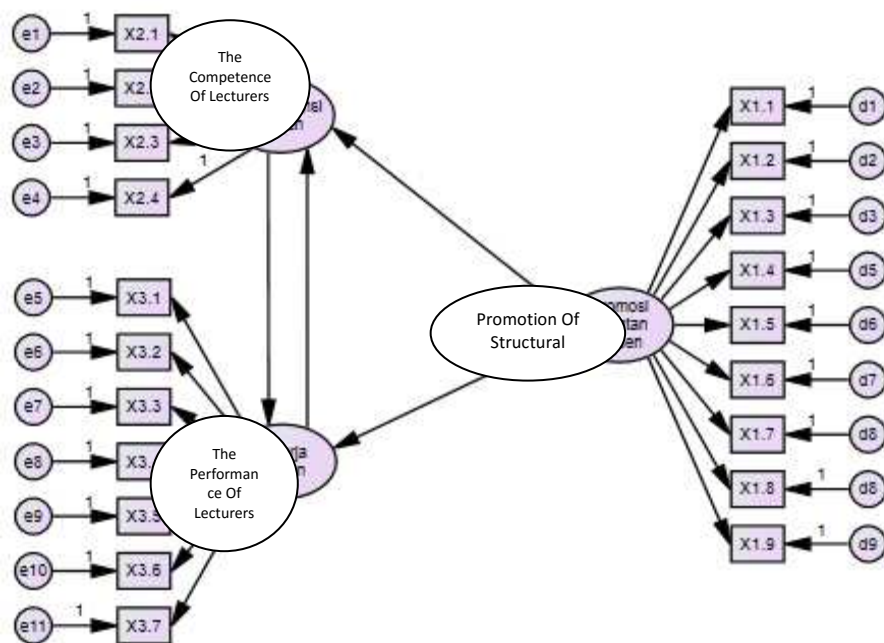 e1 1 X2.1
e2 1 X2.
e3 1 X2.3
e4 1 X2.4
1
The
Competence
Of Lecturers
e5 1 X3.1
e6 1 X3.2
e7 1 X3.3
e8 1 X3.
e9 1 X3.5
e10 1 X3.6
e11 1 X3.7
The
Performan
ce Of
Lecturers
Promotion Of
Structural
X1.1 1 d1
X1.2 1 d2
X1.3 1 d3
X1.4 1 d5
X1.5 1 d6
X1.6 1 d7
X1.7 1 d8
X1.8 1 d8
X1.9 1 d9